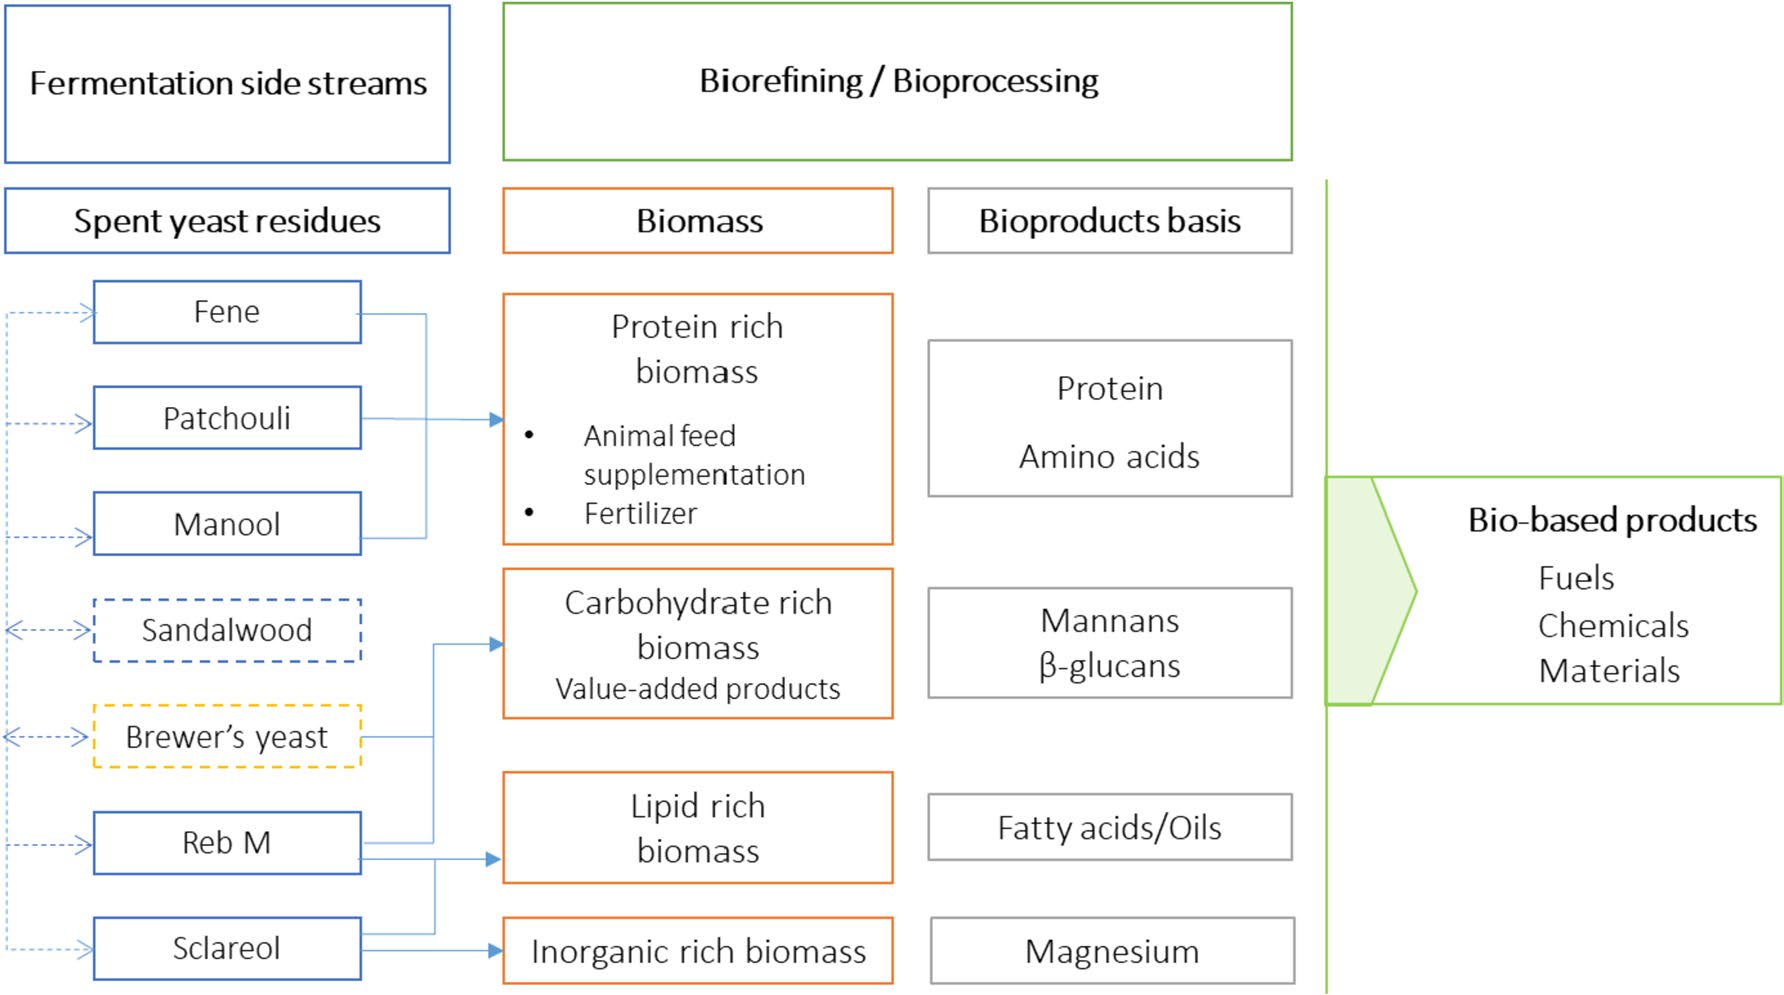 Fermentation side streams
Biorefining / Bioprocessing
Spent yeast residues
Biomass
Bioproducts basis
Fene
Patchouli
Manool
Sandalwood
Brewer’s yeast
Reb M
Sclareol
Protein rich
biomass
• Animal feed
supplementation
• Fertilizer
Carbohydrate rich
biomass
Value-added products
Lipid rich
biomass
Inorganic rich biomass
Protein
Amino acids
Mannans
β-glucans
Fatty acids/Oils
Magnesium
Bio-based products
Fuels
Chemicals
Materials